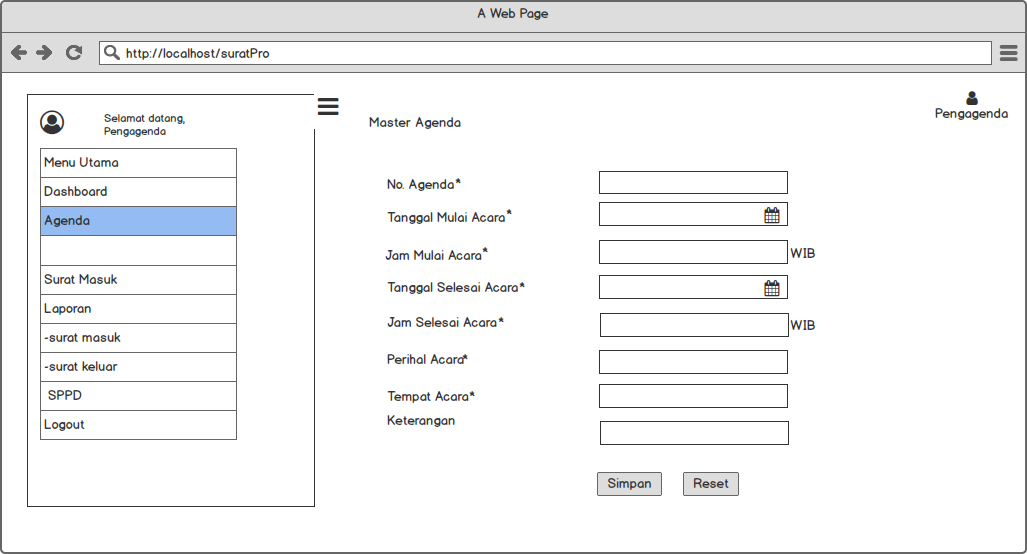 A Web Page
http://localhost/suratPro
Selamat datang,
Pengagenda
Menu Utama
Dashboard
Agenda
Surat Masuk
Laporan
-surat masuk
-surat keluar
SPPD
Logout
Pengagenda
Master Agenda
No. Agenda*
Tanggal Mulai Acara*
Jam Mulai Acara*
WIB
Tanggal Selesai Acara*
Jam Selesai Acara*
WIB
Perihal Acara*
Tempat Acara*
Keterangan
Simpan
Reset